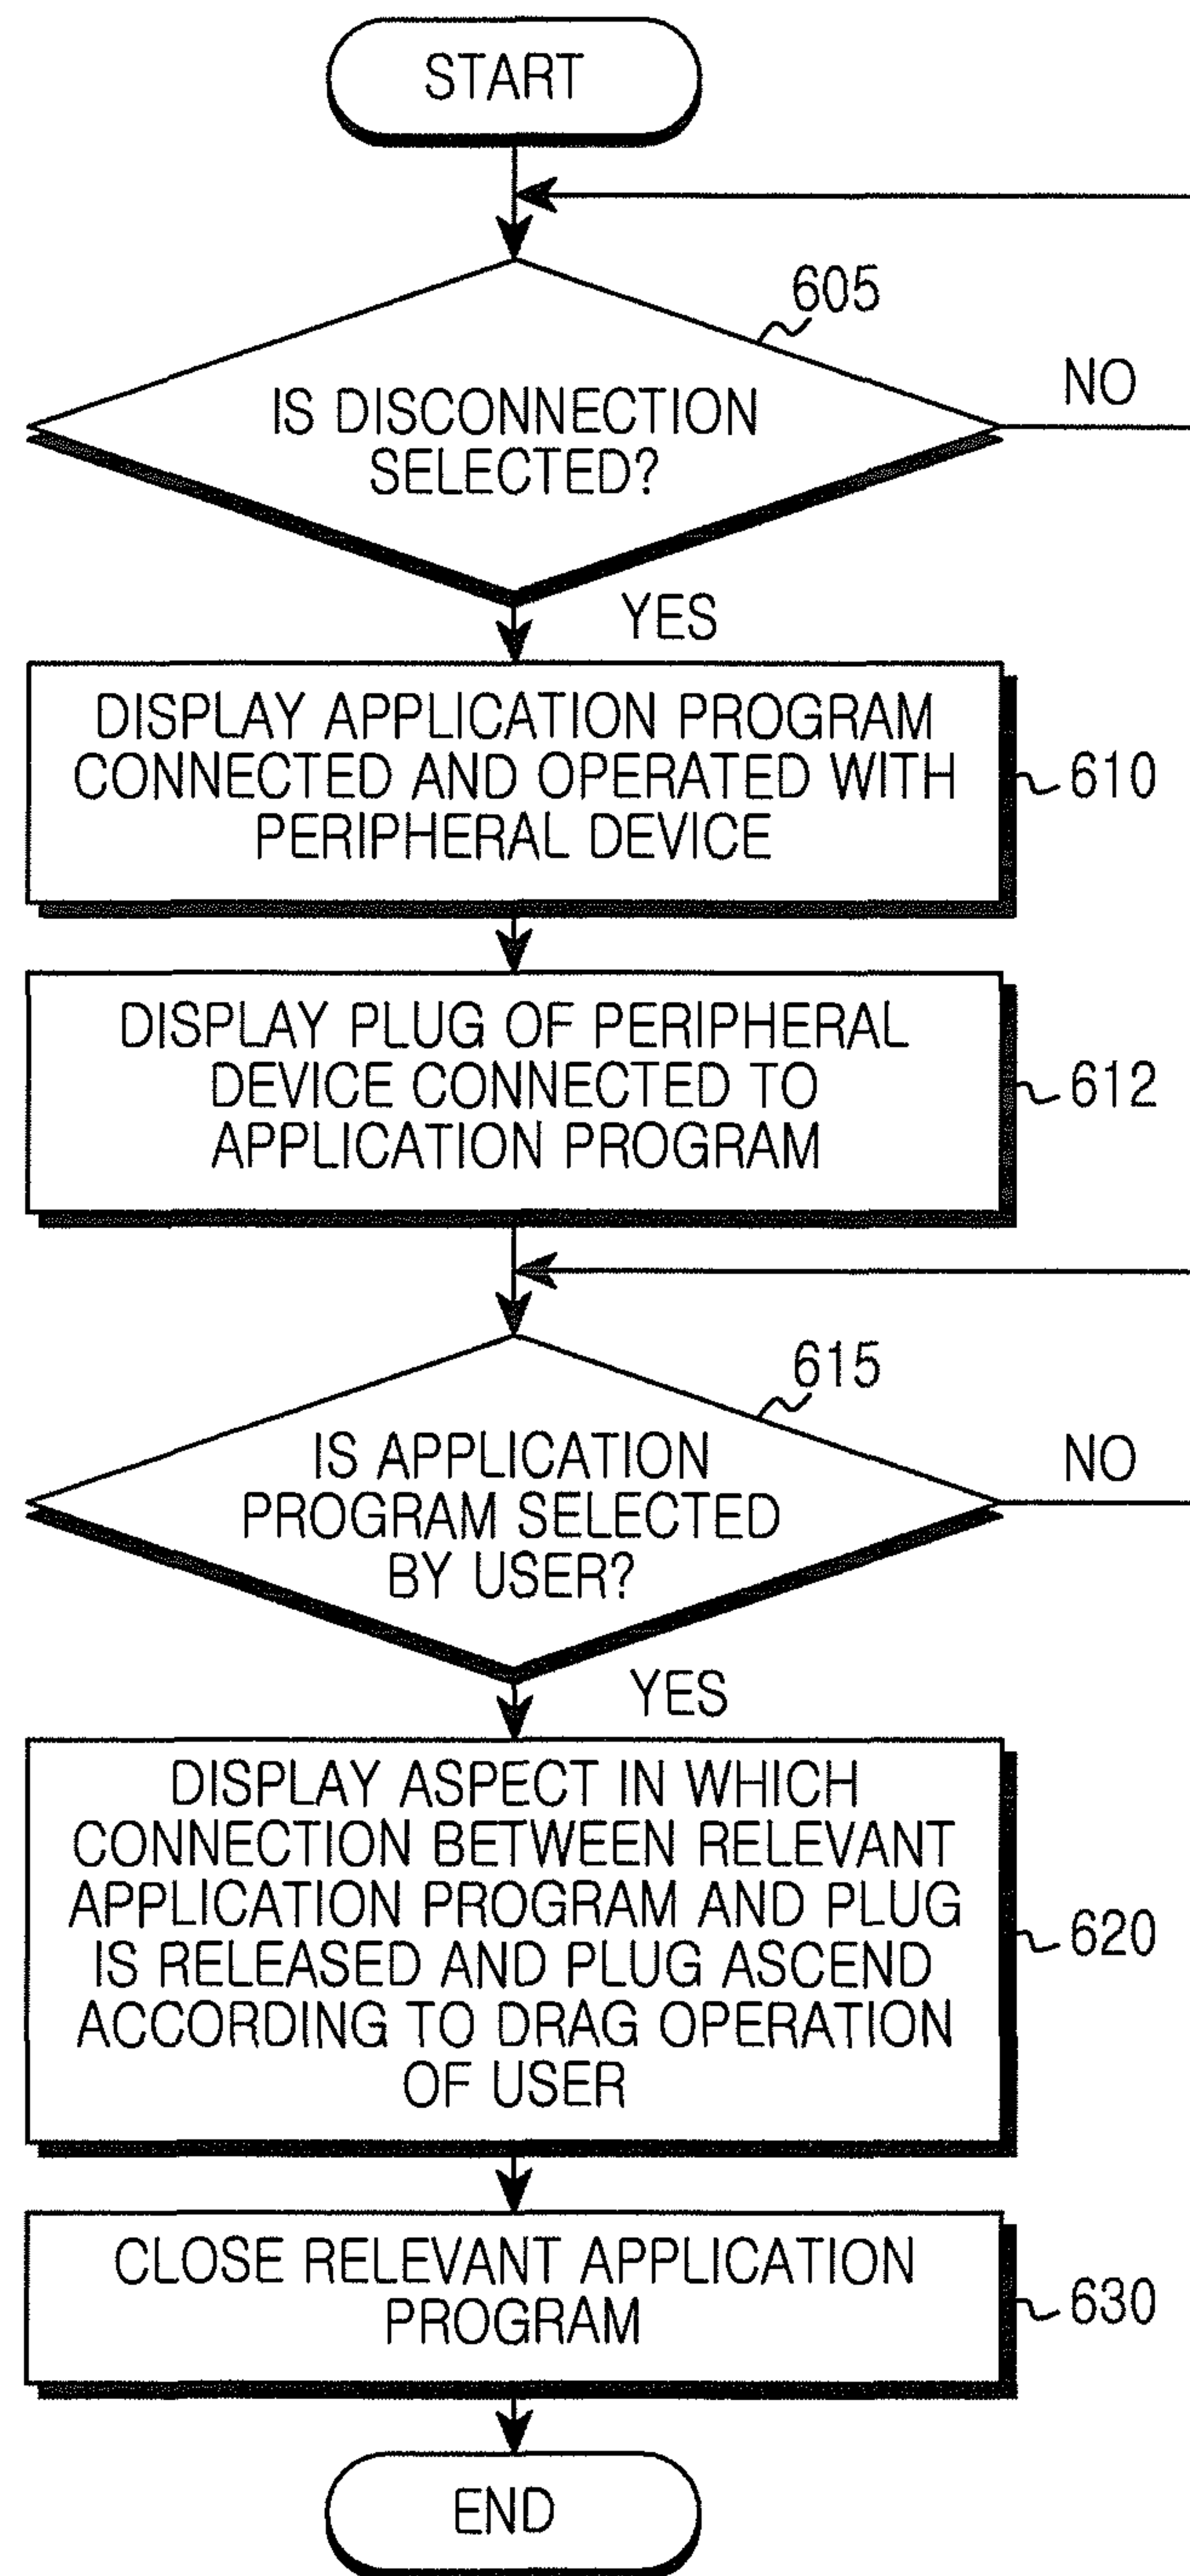 START
605
IS DISCONNECTION
SELECTED?
NO
YES
DISPLAY APPLICATION PROGRAM
CONNECTED AND OPERATED WITH
PERIPHERAL DEVICE
610
DISPLAY PLUG OF PERIPHERAL
DEVICE CONNECTED TO
APPLICATION PROGRAM
612
615
IS APPLICATION
PROGRAM SELECTED
BY USER?
NO
YES
DISPLAY ASPECT IN WHICH
CONNECTION BETWEEN RELEVANT
APPLICATION PROGRAM AND PLUG
IS RELEASED AND PLUG ASCEND
ACCORDING TO DRAG OPERATION
OF USER
620
CLOSE RELEVANT APPLICATION
PROGRAM
630
END